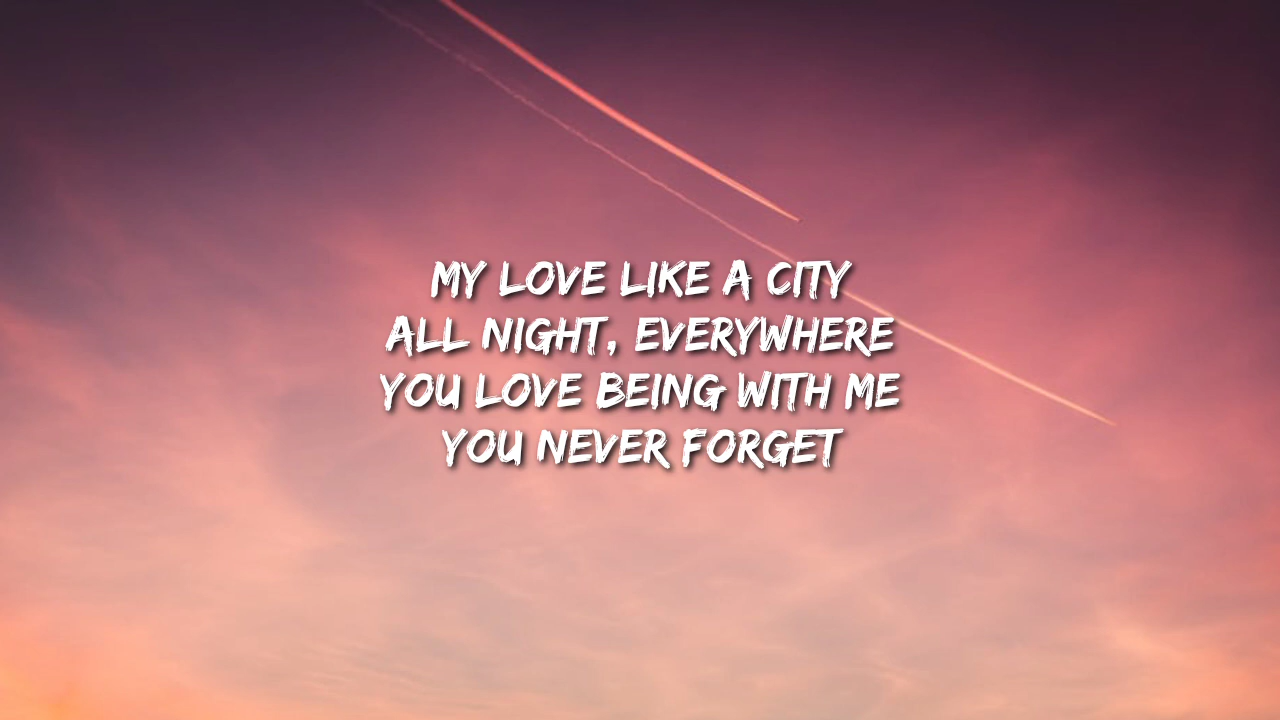 MY LOVE LIKE A CITY
ALL NIGHT, EVERYWHERE
YOU LOVE BEING WITH ME
YOU NEVER FORGET